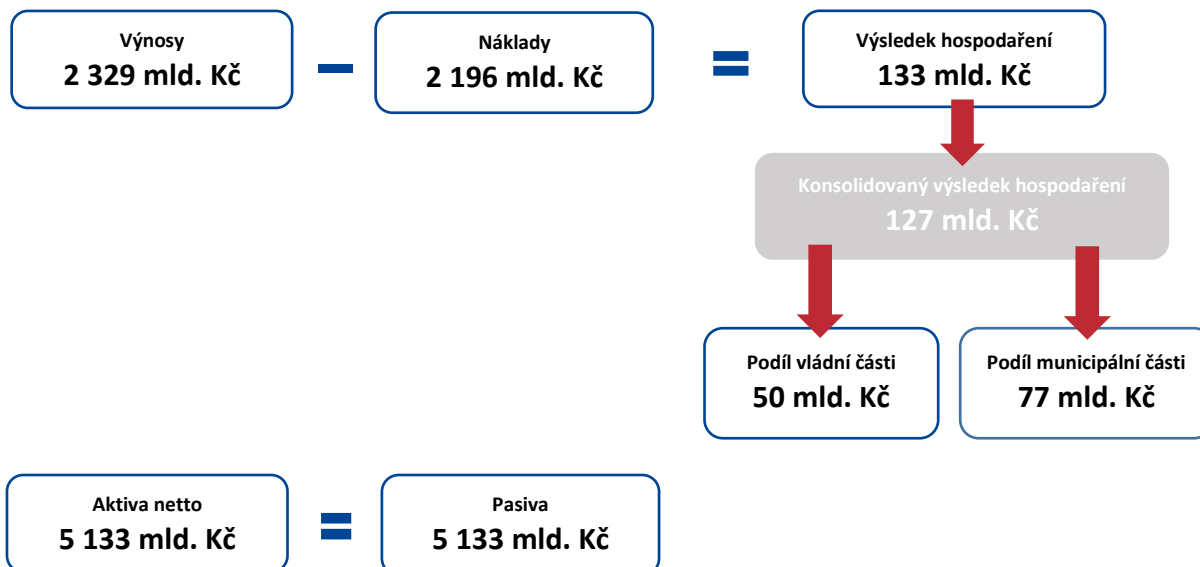 Výnosy
2 329 mld. Kč
Náklady
2 196 mld. Kč
Výsledek hospodaření
133 mld. Kč
Konsolidovaný výsledek hospodaření
127 mld. Kč
Podíl vládní části
50 mld. Kč
Podíl municipální části
77 mld. Kč
Aktiva netto
5 133 mld. Kč
Pasiva
5 133 mld. Kč